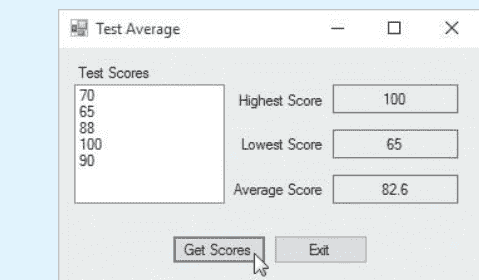 Test Average
Test Scores
70
65
88
100
90
Highest Score 100
Lowest Score 65
Average Score 82.6
Get Scores Exit